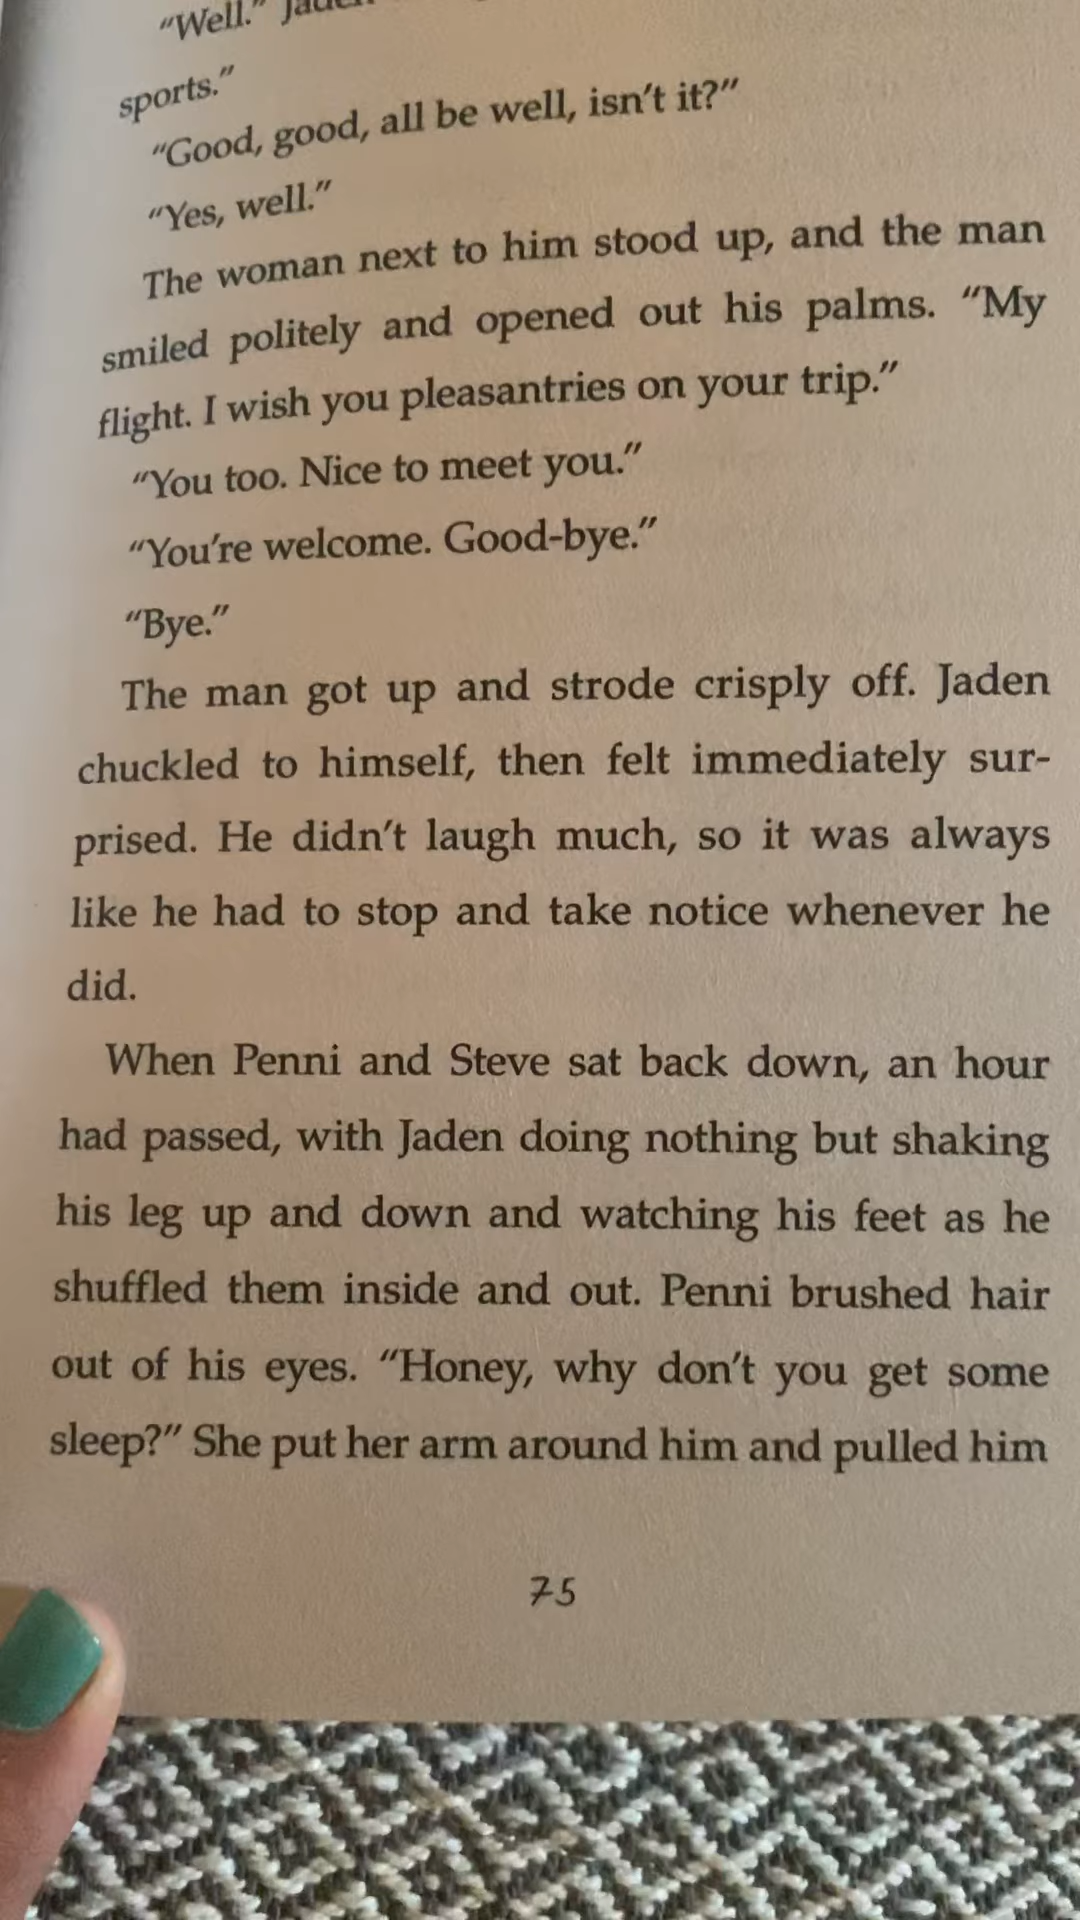 “Well.”
sports.”
“Good, good, all be well, isn’t it?”
“Yes, well.”
The woman next to him stood up, and the man
smiled politely and opened out his palms. “My
flight. I wish you pleasantries on your trip.”
“You too. Nice to meet you.”
“You’re welcome. Good-bye.”
“Bye.”
The man got up and strode crisply off. Jaden
chuckled to himself, then felt immediately sur-
prised. He didn’t laugh much, so it was always
like he had to stop and take notice whenever he
did.
When Penni and Steve sat back down, an hour
had passed, with Jaden doing nothing but shaking
his leg up and down and watching his feet as he
shuffled them inside and out. Penni brushed hair
out of his eyes. “Honey, why don’t you get some
sleep?” She put her arm around him and pulled him
75